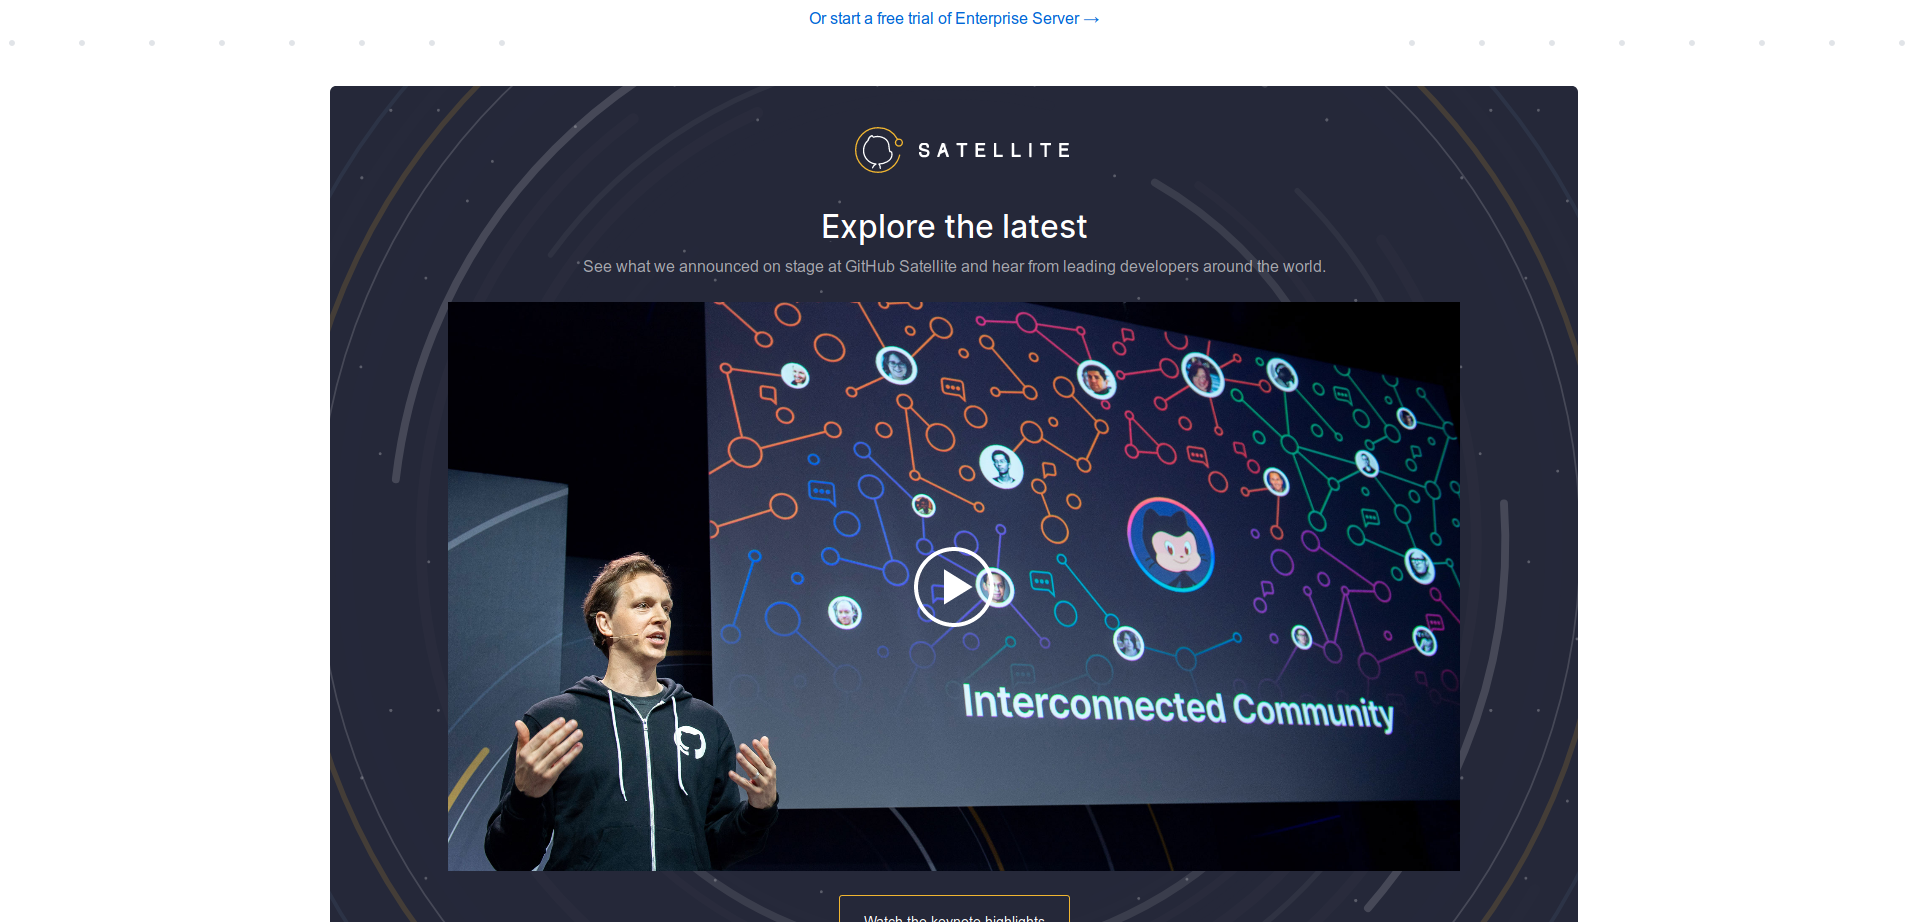 Or start a free trial of Enterprise Server →
SATELLITE
Explore the latest
See what we announced on stage at GitHub Satellite and hear from leading developers around the world.
Interconnected Community
Watch the keynote highlights